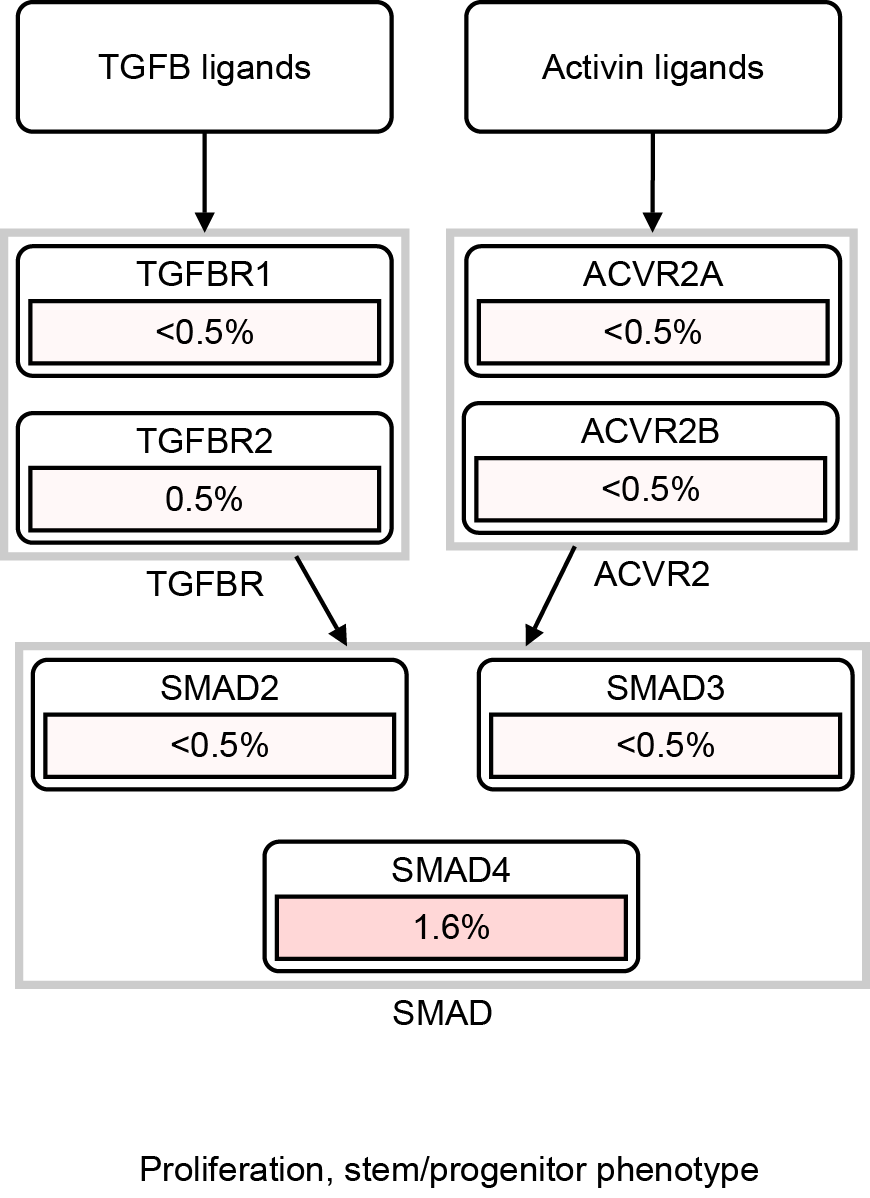 TGFB ligands
Activin ligands
TGFBR1
<0.5%
TGFBR2
0.5%
TGFBR
ACVR2A
<0.5%
ACVR2B
<0.5%
ACVR2
SMAD2
<0.5%
SMAD3
<0.5%
SMAD4
1.6%
SMAD
Proliferation, stem/progenitor phenotype